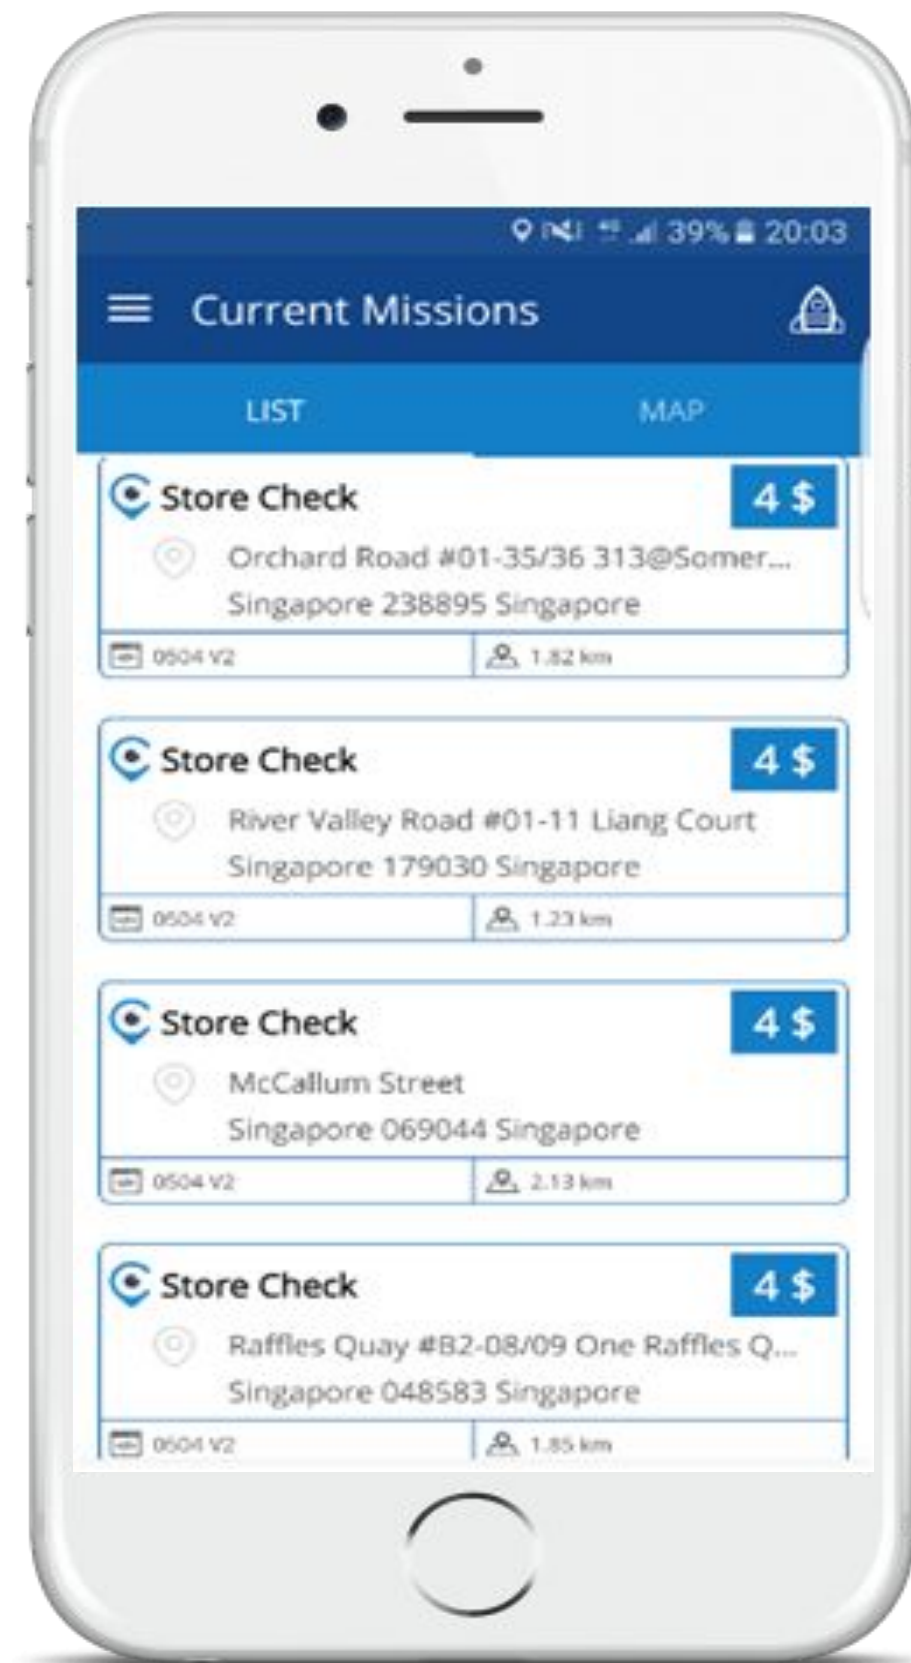 39% 20:03
Current Missions
LIST MAP
Store Check 4 $
Orchard Road #01-35/36 313@Somer...
Singapore 238895 Singapore
0504 V2 1.82 km
Store Check 4 $
River Valley Road #01-11 Liang Court
Singapore 179030 Singapore
0504 V2 1.23 km
Store Check 4 $
McCallum Street
Singapore 069044 Singapore
0504 V2 2.13 km
Store Check 4 $
Raffles Quay #B2-08/09 One Raffles Q...
Singapore 048583 Singapore
0504 V2 1.85 km